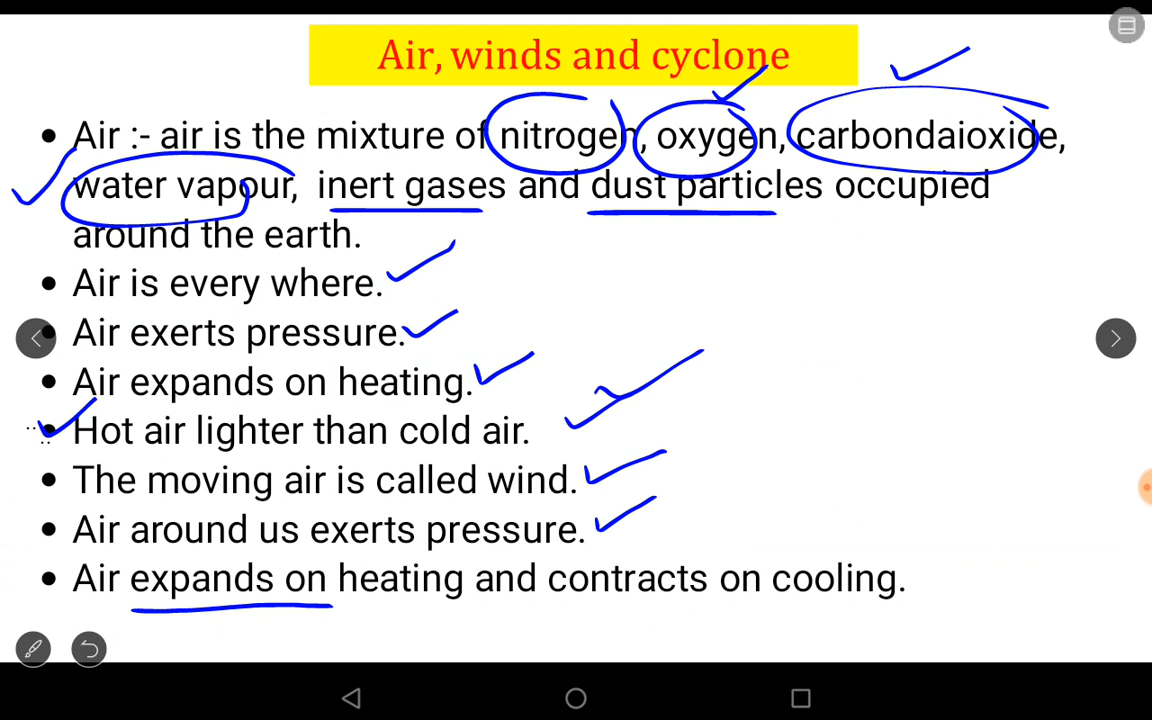 Air, winds and cyclone
• Air :- air is the mixture of nitrogen, oxygen, carbondaioxide,
water vapour, inert gases and dust particles occupied
around the earth.
• Air is every where.
• Air exerts pressure.
• Air expands on heating.
• Hot air lighter than cold air.
• The moving air is called wind.
• Air around us exerts pressure.
• Air expands on heating and contracts on cooling.